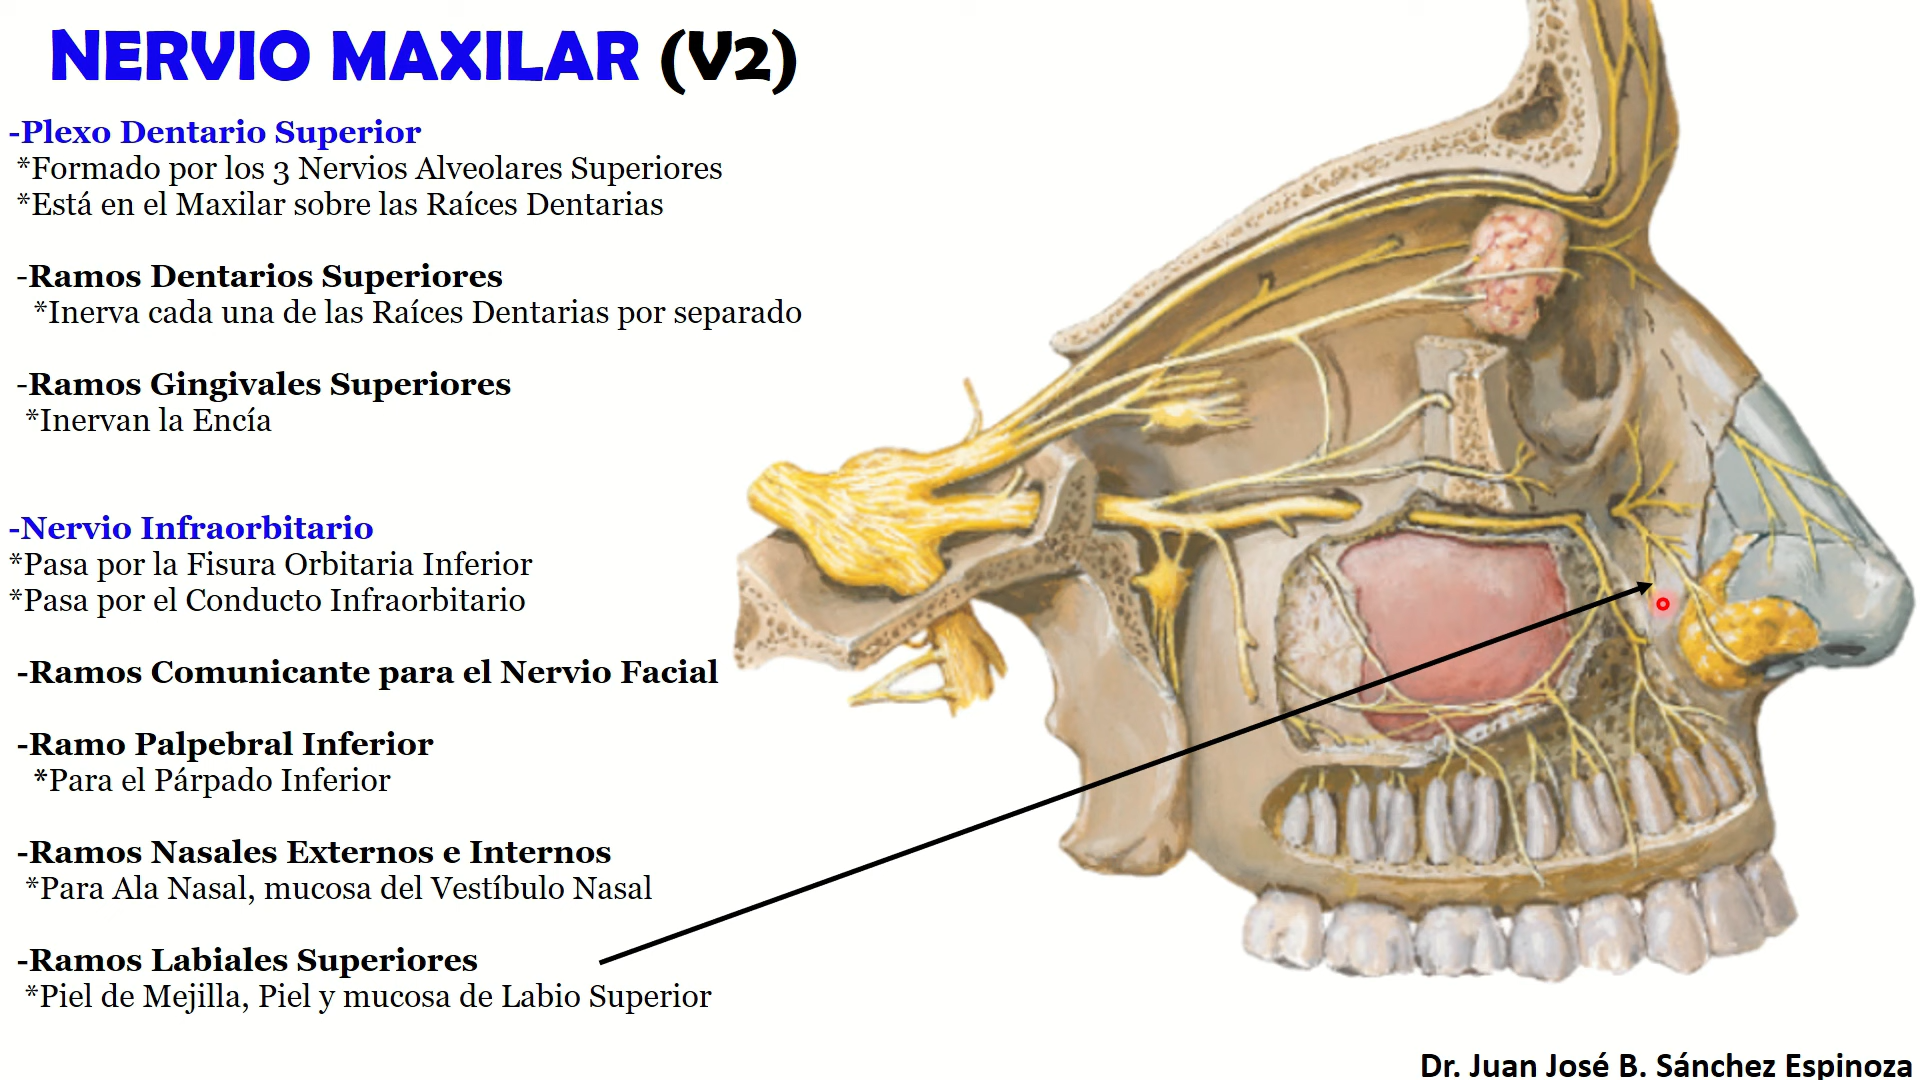 NERVIO MAXILAR (V2)
-Plexo Dentario Superior
*Formado por los 3 Nervios Alveolares Superiores
*Está en el Maxilar sobre las Raíces Dentarias
-Ramos Dentarios Superiores
*Inerva cada una de las Raíces Dentarias por separado
-Ramos Gingivales Superiores
*Inervan la Encía
-Nervio Infraorbitario
*Pasa por la Fisura Orbitaria Inferior
*Pasa por el Conducto Infraorbitario
-Ramos Comunicante para el Nervio Facial
-Ramo Palpebral Inferior
*Para el Párpado Inferior
-Ramos Nasales Externos e Internos
*Para Ala Nasal, mucosa del Vestíbulo Nasal
-Ramos Labiales Superiores
*Piel de Mejilla, Piel y mucosa de Labio Superior
Dr. Juan José B. Sánchez Espinoza